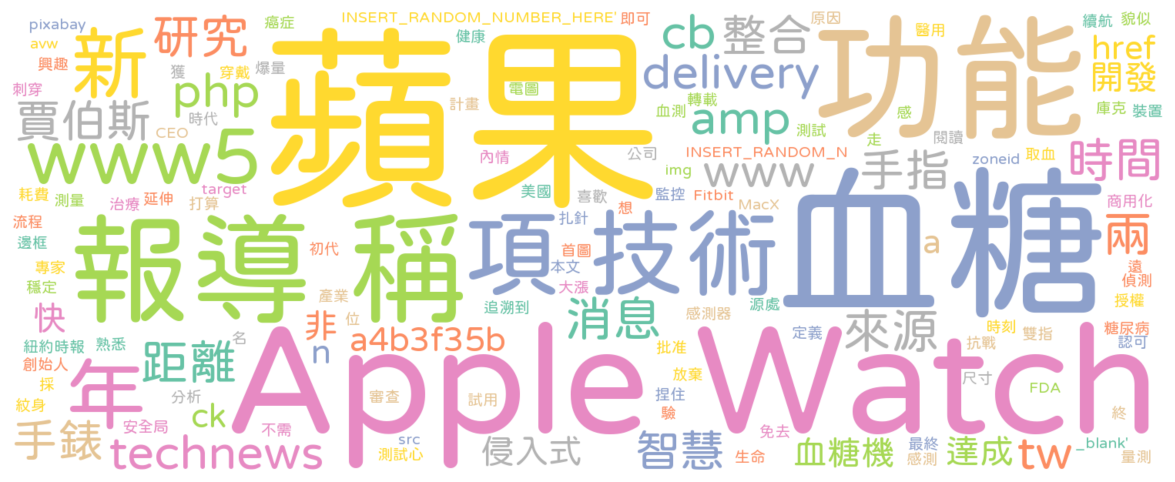 pixabay 癌症 INSERT_RANDOM_NUMBER_HERE' 即可 原因 續航 貌似
avw 新 研究 蘋果 健康 cb 整合 功能 醫用 href
興趣 獲 穿戴 爆量 電圖 delivery 開發
刺穿 php 計畫 血測 轉載 感 庫克 裝置
賈伯斯 時代 CEO amp 測試 走 閱讀
www5 內情 公司 INSERT_RANDOM_N 取血 時間
耗費 測量 治療 延伸 target 打算 美國 喜歡 img 監控 www Fitbit 手指 zoneid 商用化
流程 報導 稱 項 扎針 想 技術 MacX 血糖 兩
邊框 初代 本文 首圖 a 遠
專家 大漲 偵測
穩定 快 產業 位 非 追溯到 消息 感測器 源處 授權
紐約時報 熟悉 距離 名 n a4b3f35b 定義 來源 時刻 雙指 糖尿病
創始人 年 Apple Watch 批准 抗戰 認可
探 分析 審查 試用 放棄 尺寸 FDA
紋身 ck 捏住 驗 終
手錶 安全局 不需 src 侵入式 智慧 免去 血糖機 最終 達成 tw _blank'
technews 測試心 生命 感測 量測